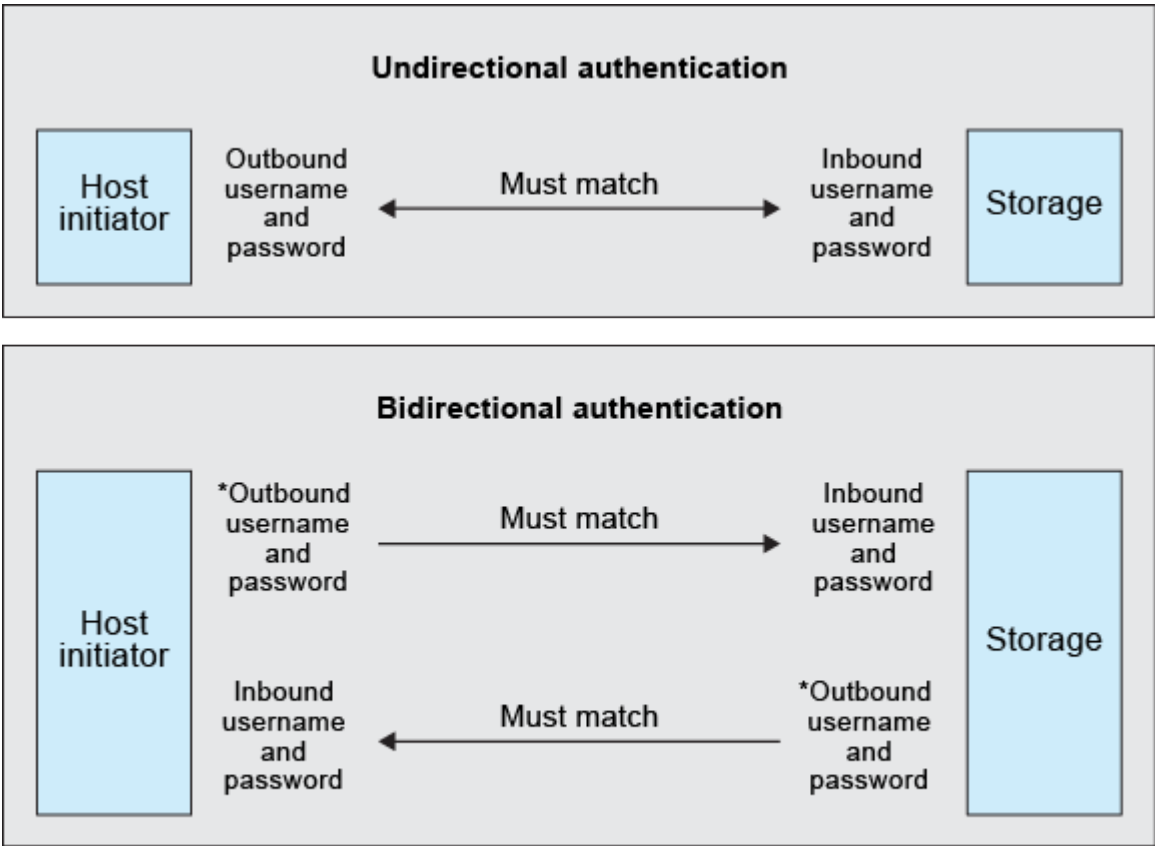 Undirectional authentication
Host
initiator
Outbound
username
and
password
Must match
Inbound
username
and
password
Storage
Bidirectional authentication
Host
initiator
*Outbound
username
and
password
Must match
Inbound
username
and
password
Inbound
username
and
password
Must match
*Outbound
username
and
password
Storage